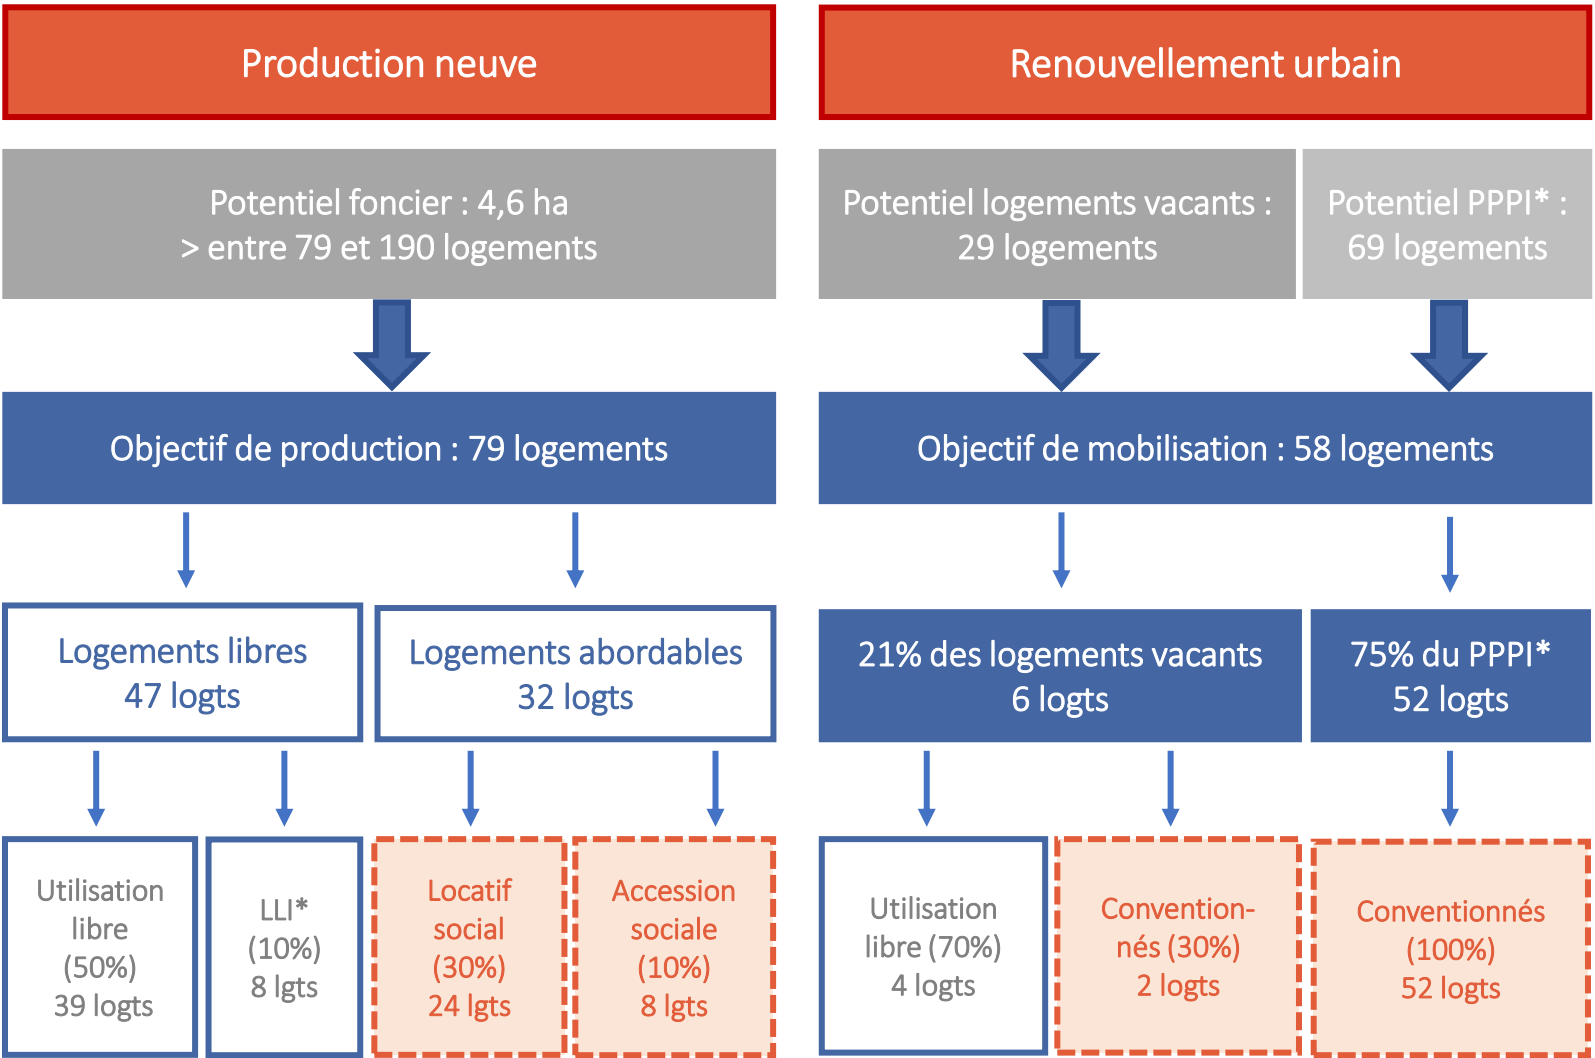 Production neuve
Potentiel foncier : 4,6 ha
> entre 79 et 190 logements
Objectif de production : 79 logements
Logements libres
47 logts
Logements abordables
32 logts
Utilisation
libre
(50%)
39 logts
LLI*
(10%)
8 lgts
Locatif
social
(30%)
24 lgts
Accession
sociale
(10%)
8 lgts
Renouvellement urbain
Potentiel logements vacants :
29 logements
Potentiel PPPI* :
69 logements
Objectif de mobilisation : 58 logements
21% des logements vacants
6 logts
75% du PPPI*
52 logts
Utilisation
libre (70%)
4 logts
Convention-
nés (30%)
2 logts
Conventionnés
(100%)
52 logts